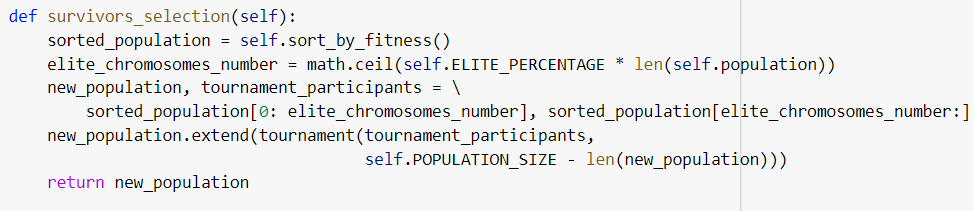 def survivors_selection(self):
    sorted_population = self.sort_by_fitness()
    elite_chromosomes_number = math.ceil(self.ELITE_PERCENTAGE * len(self.population))
    new_population, tournament_participants = \
        sorted_population[0: elite_chromosomes_number], sorted_population[elite_chromosomes_number:]
    new_population.extend(tournament(tournament_participants,
                                     self.POPULATION_SIZE - len(new_population)))
    return new_population